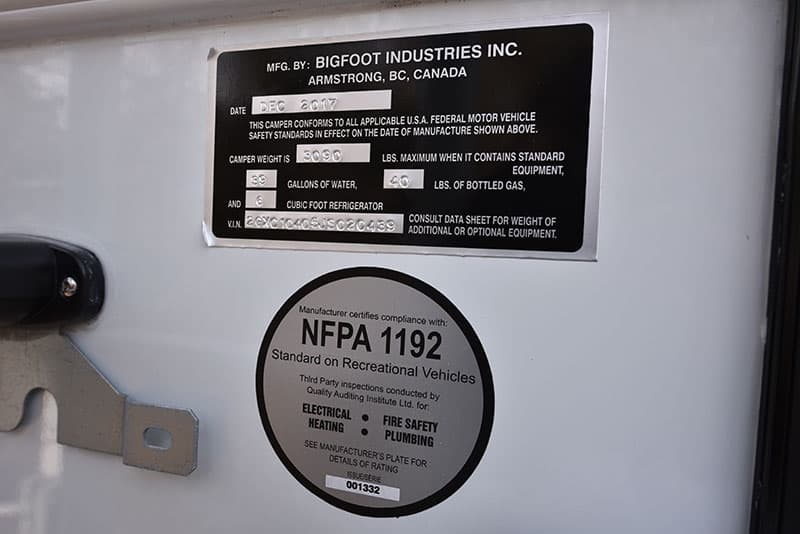 MFG. BY: BIGFOOT INDUSTRIES INC.
ARMSTRONG, BC, CANADA
DATE DEC 2017
THIS CAMPER CONFORMS TO ALL APPLICABLE U.S.A. FEDERAL MOTOR VEHICLE
SAFETY STANDARDS IN EFFECT ON THE DATE OF MANUFACTURE SHOWN ABOVE.
CAMPER WEIGHT IS 3090 LBS. MAXIMUM WHEN IT CONTAINS STANDARD
EQUIPMENT,
GALLONS OF WATER, 40 LBS. OF BOTTLED GAS,
AND 6 CUBIC FOOT REFRIGERATOR
V.I.N. CONSULT DATA SHEET FOR WEIGHT OF
ADDITIONAL OR OPTIONAL EQUIPMENT.
Manufacturer certifies compliance with:
NFPA 1192
Standard on Recreational Vehicles
Third Party inspections conducted by
Quality Auditing Institute Ltd. for:
ELECTRICAL • FIRE SAFETY
HEATING • PLUMBING
SEE MANUFACTURER'S PLATE FOR
DETAILS OF RATING
ISSUE/SERIE
001332